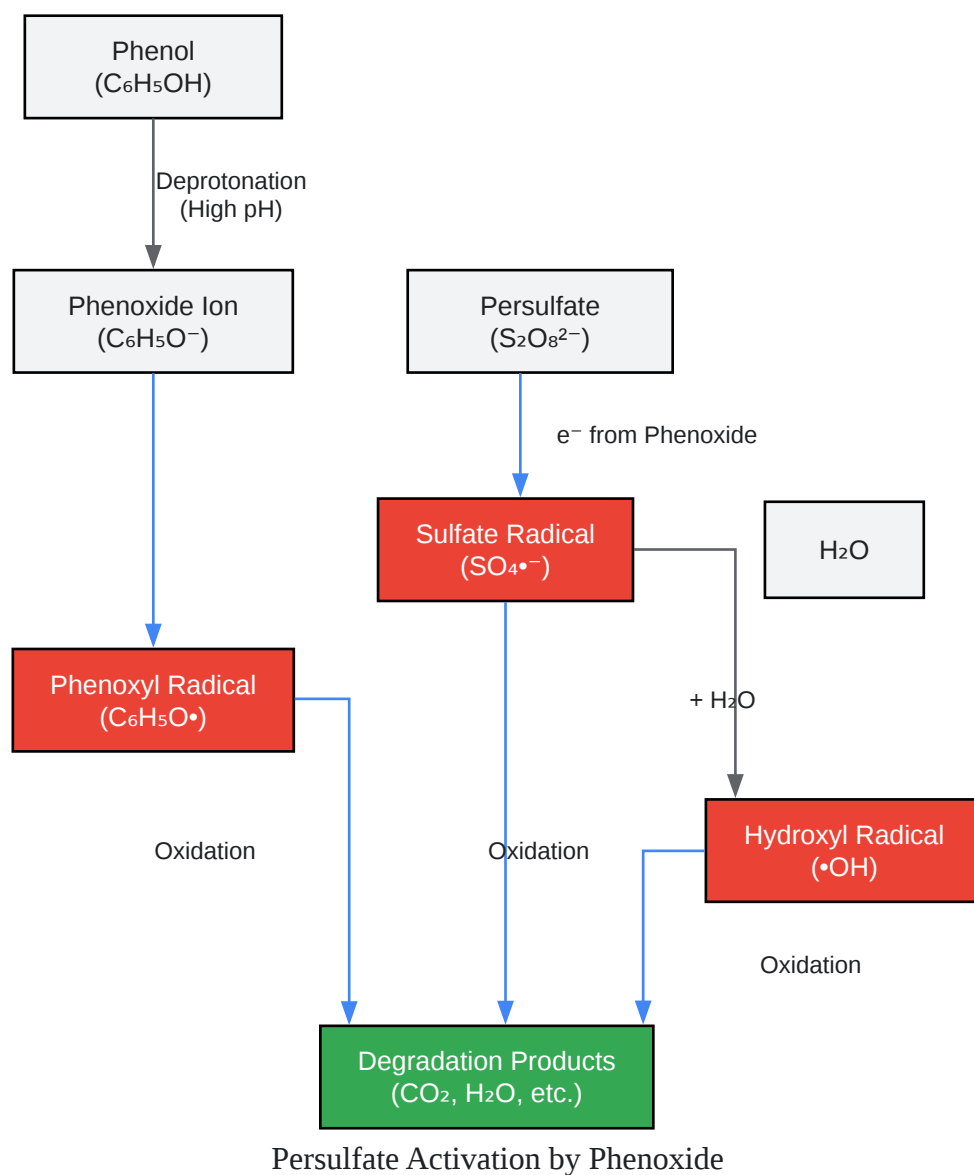 Phenol
(C₆H₅OH)
Deprotonation
(High pH)
Phenoxide Ion
(C₆H₅O⁻)
Persulfate
(S₂O₈²⁻)
e⁻ from Phenoxide
Sulfate Radical
(SO₄•⁻)
H₂O
Phenoxyl Radical
(C₆H₅O•)
+ H₂O
Hydroxyl Radical
(•OH)
Oxidation
Oxidation
Oxidation
Degradation Products
(CO₂, H₂O, etc.)
Persulfate Activation by Phenoxide